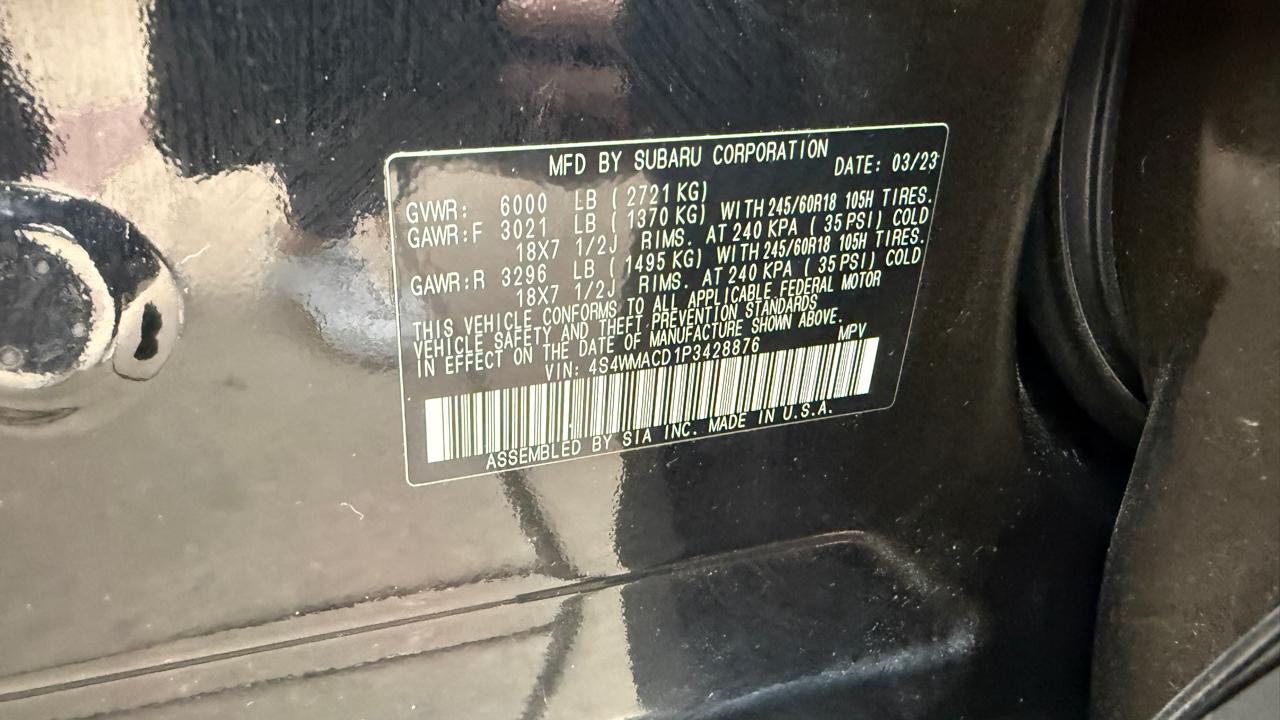 MFD BY SUBARU CORPORATION DATE: 03/23
GVWR: 6000 LB ( 2721 KG)
GAWR:F 3021 LB ( 1370 KG) WITH 245/60R18 105H TIRES.
18X7 1/2J RIMS. AT 240 KPA ( 35 PSI) COLD
GAWR:R 3296 LB ( 1495 KG) WITH 245/60R18 105H TIRES.
18X7 1/2J RIMS. AT 240 KPA ( 35 PSI) COLD
THIS VEHICLE CONFORMS TO ALL APPLICABLE FEDERAL MOTOR
VEHICLE SAFETY AND THEFT PREVENTION STANDARDS
IN EFFECT ON THE DATE OF MANUFACTURE SHOWN ABOVE.
VIN: 4S4WMACD1P3428876 MPV
ASSEMBLED BY SIA INC. MADE IN U.S.A.